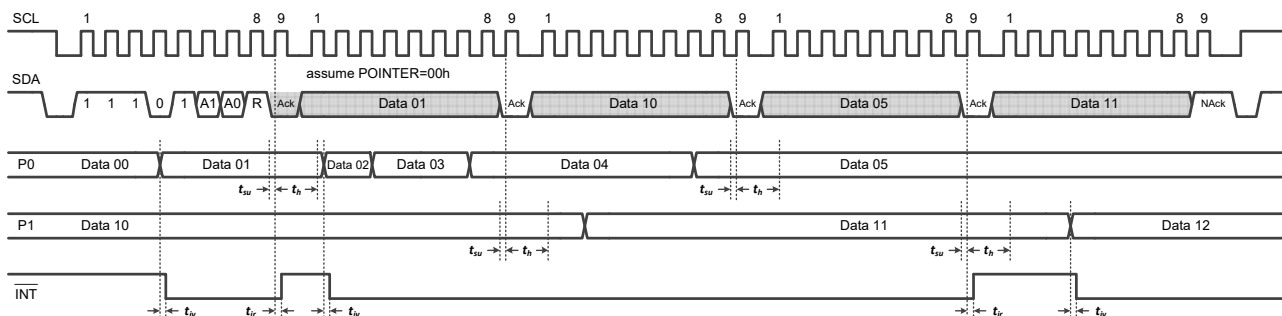 SCL 1 8 9 1 8 9 1 8 9 1 8 9 1 8 9
SDA assume POINTER=00h
1 1 1 0 1 A1 A0 R Ack Data 01 Ack Data 10 Ack Data 05 Ack Data 11 NAck
P0 Data 00 Data 01 Data 02 Data 03 Data 04 Data 05
tsu th tsu th
P1 Data 10 Data 11 Data 12
tsu th tsu th
INT
tiv tir tiv tir tiv